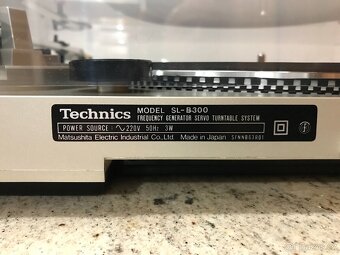 Technics MODEL SL-B300
FREQUENCY GENERATOR SERVO TURNTABLE SYSTEM
POWER SOURCE : ∿220V 50Hz 3W
Matsushita Electric Industrial Co., Ltd. Made in Japan SFNNB67R01